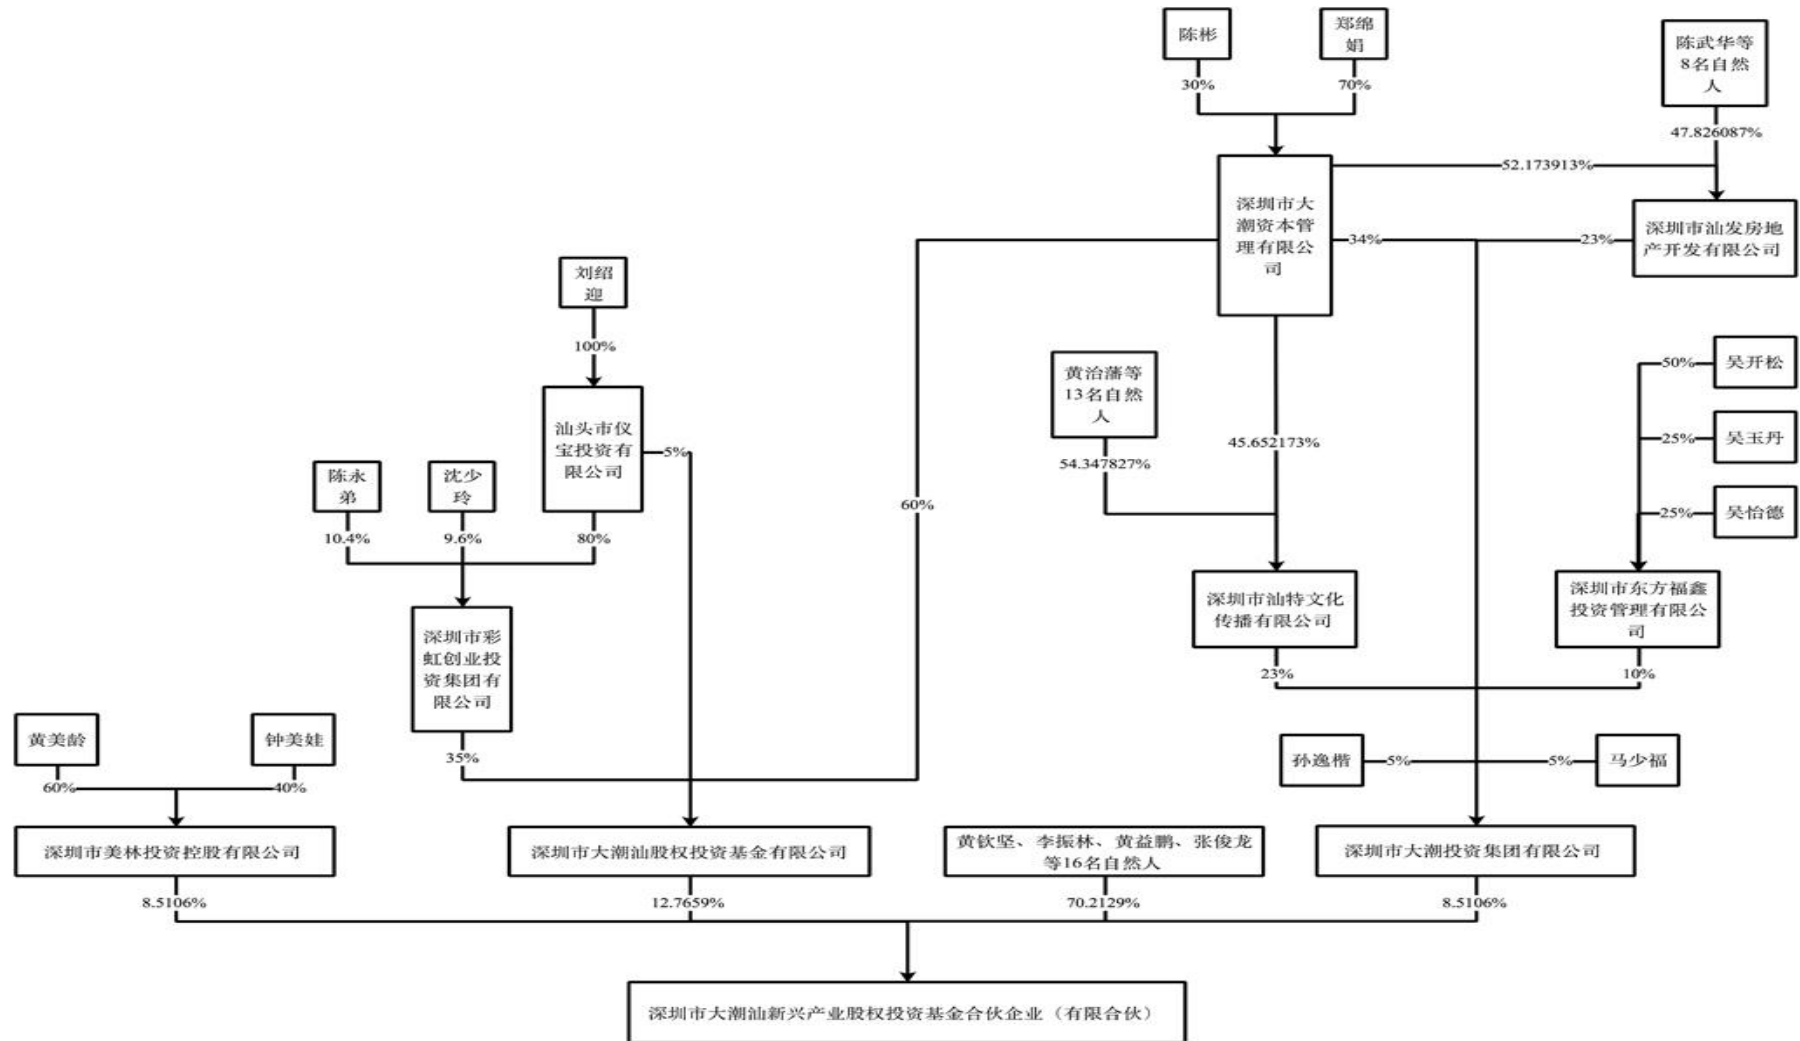 陈彬
郑绵
娟
陈武华等
8名自然
人
30%
70%
47.826087%
52.173913%
深圳市大
潮资本管
理有限公
司
34%
23%
深圳市汕发房地
产开发有限公司
刘绍
迎
100%
黄治藩等
13名自然
人
54.347827%
45.652173%
50%
吴开松
25%
吴玉丹
25%
吴怡德
汕头市仪
宝投资有
限公司
5%
陈永
弟
沈少
玲
10.4%
9.6%
80%
60%
深圳市汕特文化
传播有限公司
深圳市东方福鑫
投资管理有限公
司
23%
10%
深圳市彩
虹创业投
资集团有
限公司
35%
黄美龄
钟美娃
60%
40%
孙逸楷
5%
5%
马少福
深圳市美林投资控股有限公司
深圳市大潮汕股权投资基金有限公司
黄钦坚、李振林、黄益鹏、张俊龙
等16名自然人
深圳市大潮投资集团有限公司
8.5106%
12.7659%
70.2129%
8.5106%
深圳市大潮汕新兴产业股权投资基金合伙企业（有限合伙）